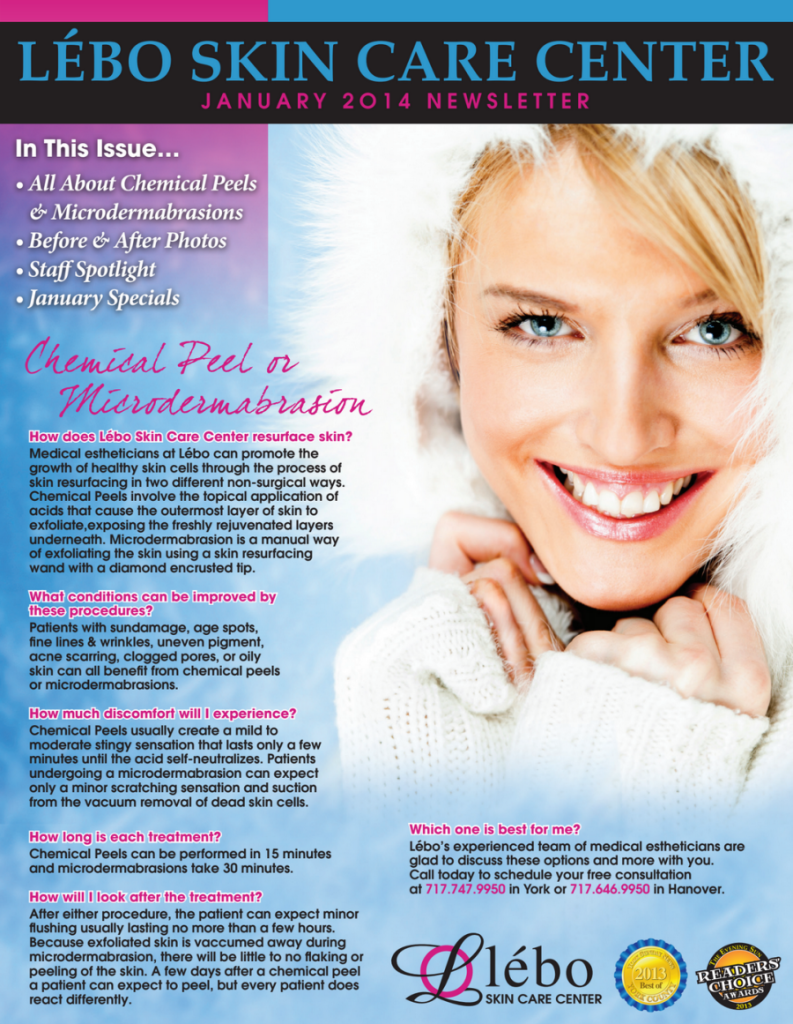 LÉBO SKIN CARE CENTER
JANUARY 2014 NEWSLETTER
In This Issue...
• All About Chemical Peels
& Microdermabrasions
• Before & After Photos
• Staff Spotlight
• January Specials
Chemical Peel or
Microdermabrasion
How does Lébo Skin Care Center resurface skin?
Medical estheticians at Lébo can promote the
growth of healthy skin cells through the process of
skin resurfacing in two different non-surgical ways.
Chemical Peels involve the topical application of
acids that cause the outermost layer of skin to
exfoliate,exposing the freshly rejuvenated layers
underneath. Microdermabrasion is a manual way
of exfoliating the skin using a skin resurfacing
wand with a diamond encrusted tip.
What conditions can be improved by
these procedures?
Patients with sundamage, age spots,
fine lines & wrinkles, uneven pigment,
acne scarring, clogged pores, or oily
skin can all benefit from chemical peels
or microdermabrasions.
How much discomfort will I experience?
Chemical Peels usually create a mild to
moderate stingy sensation that lasts only a few
minutes until the acid self-neutralizes. Patients
undergoing a microdermabrasion can expect
only a minor scratching sensation and suction
from the vacuum removal of dead skin cells.
How long is each treatment?
Chemical Peels can be performed in 15 minutes
and microdermabrasions take 30 minutes.
How will I look after the treatment?
After either procedure, the patient can expect minor
flushing usually lasting no more than a few hours.
Because exfoliated skin is vaccumed away during
microdermabrasion, there will be little to no flaking or
peeling of the skin. A few days after a chemical peel
a patient can expect to peel, but every patient does
react differently.
Which one is best for me?
Lébo's experienced team of medical estheticians are
glad to discuss these options and more with you.
Call today to schedule your free consultation
at 717.747.9950 in York or 717.646.9950 in Hanover.
lébo
SKIN CARE CENTER
2013
Best of
YORK COUNTY
THE EVENING SUN
READERS'
CHOICE
AWARDS
2013